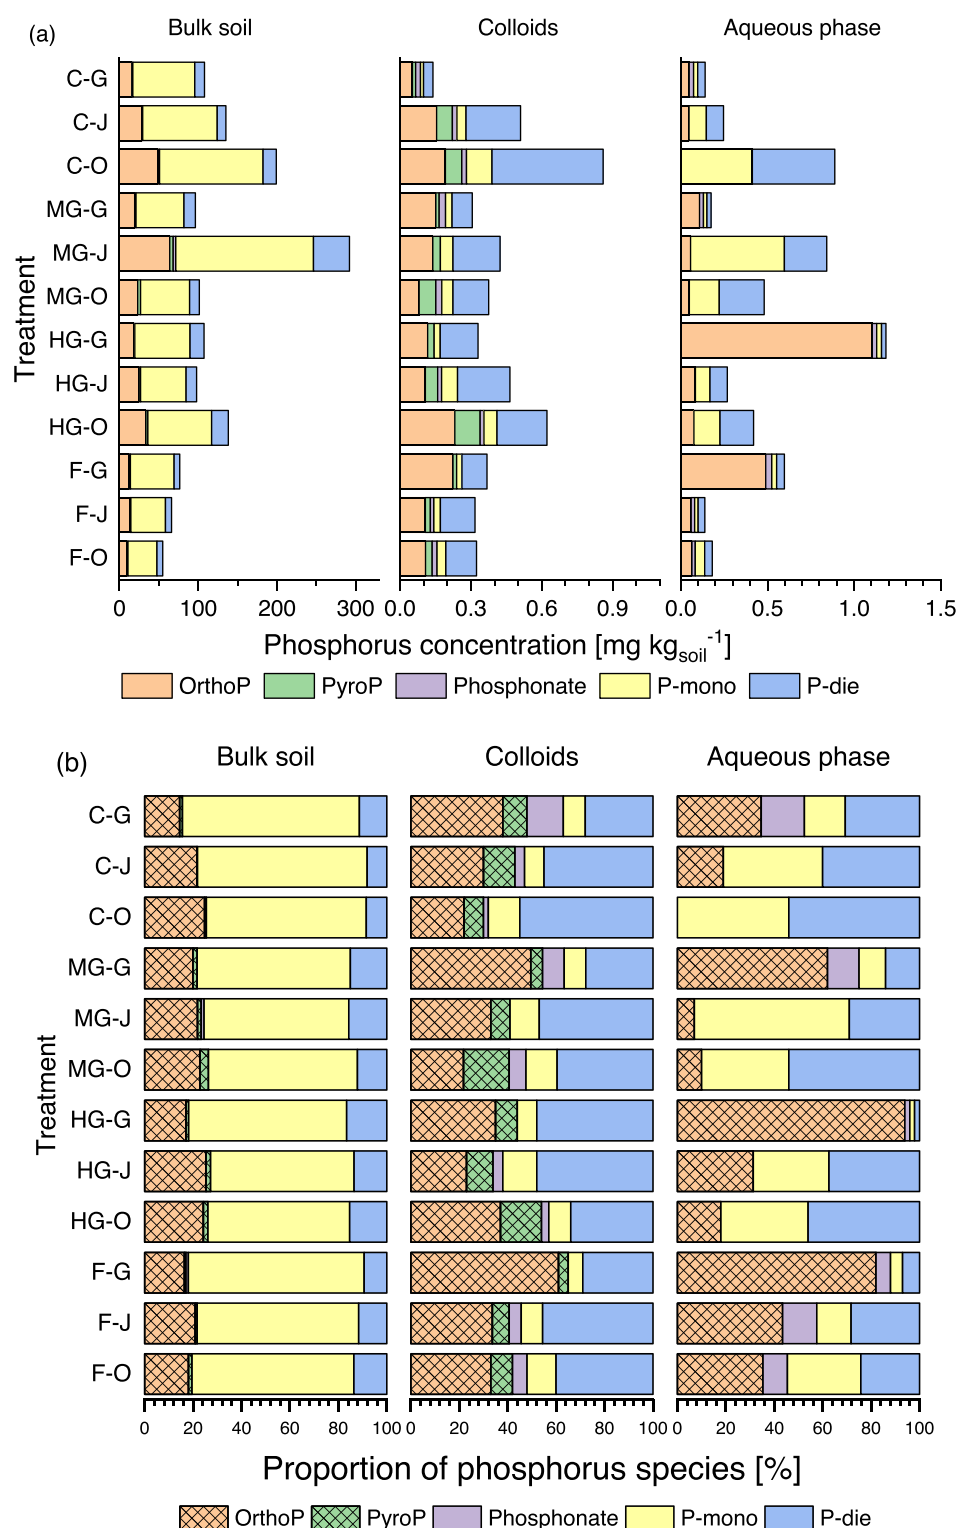 (a)
Bulk soil Colloids Aqueous phase
Treatment
C-G
C-J
C-O
MG-G
MG-J
MG-O
HG-G
HG-J
HG-O
F-G
F-J
F-O
0 100 200 300 0.0 0.3 0.6 0.9 0.0 0.5 1.0 1.5
Phosphorus concentration [mg kgsoil-1]
OrthoP PyroP Phosphonate P-mono P-die
(b)
Bulk soil Colloids Aqueous phase
Treatment
C-G
C-J
C-O
MG-G
MG-J
MG-O
HG-G
HG-J
HG-O
F-G
F-J
F-O
0 20 40 60 80 100 0 20 40 60 80 100 0 20 40 60 80 100
Proportion of phosphorus species [%]
OrthoP PyroP Phosphonate P-mono P-die